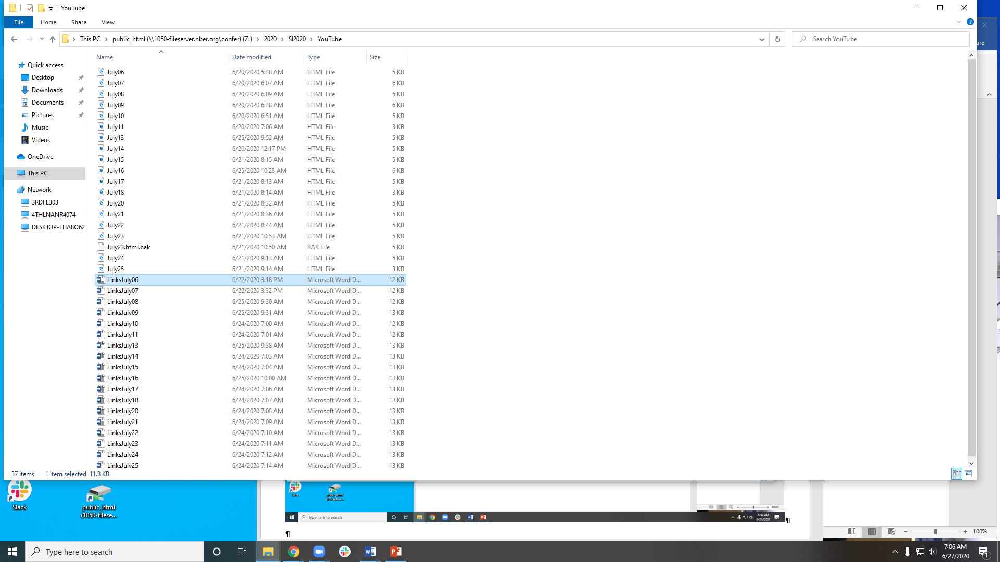 YouTube
File Home Share View
This PC public_html (\\1050-fileserver.nber.org\confer) (Z:) 2020 SI2020 YouTube
Search YouTube
are
Name Date modified Type Size
Quick access
Desktop
Downloads
Documents
Pictures
Music
Videos
OneDrive
This PC
Network
3RDFL303
4THLNANR4074
DESKTOP-HTA8O62
July06 6/20/2020 5:38 AM HTML File 5 KB
July07 6/20/2020 6:07 AM HTML File 6 KB
July08 6/20/2020 6:09 AM HTML File 5 KB
July09 6/20/2020 6:38 AM HTML File 6 KB
July10 6/20/2020 6:51 AM HTML File 5 KB
July11 6/20/2020 7:06 AM HTML File 3 KB
July13 6/25/2020 9:52 AM HTML File 5 KB
July14 6/20/2020 12:17 PM HTML File 5 KB
July15 6/21/2020 8:15 AM HTML File 5 KB
July16 6/25/2020 10:23 AM HTML File 6 KB
July17 6/21/2020 8:13 AM HTML File 5 KB
July18 6/21/2020 8:14 AM HTML File 3 KB
July20 6/21/2020 8:32 AM HTML File 5 KB
July21 6/21/2020 8:36 AM HTML File 5 KB
July22 6/21/2020 8:44 AM HTML File 5 KB
July23 6/21/2020 10:53 AM HTML File 5 KB
July23.html.bak 6/21/2020 10:50 AM BAK File 5 KB
July24 6/21/2020 9:13 AM HTML File 5 KB
July25 6/21/2020 9:14 AM HTML File 3 KB
LinksJuly06 6/22/2020 3:18 PM Microsoft Word D... 12 KB
LinksJuly07 6/22/2020 3:32 PM Microsoft Word D... 12 KB
LinksJuly08 6/25/2020 9:30 AM Microsoft Word D... 12 KB
LinksJuly09 6/25/2020 9:31 AM Microsoft Word D... 13 KB
LinksJuly10 6/24/2020 7:00 AM Microsoft Word D... 12 KB
LinksJuly11 6/24/2020 7:01 AM Microsoft Word D... 12 KB
LinksJuly13 6/25/2020 9:38 AM Microsoft Word D... 13 KB
LinksJuly14 6/24/2020 7:03 AM Microsoft Word D... 13 KB
LinksJuly15 6/24/2020 7:04 AM Microsoft Word D... 13 KB
LinksJuly16 6/25/2020 10:00 AM Microsoft Word D... 13 KB
LinksJuly17 6/24/2020 7:06 AM Microsoft Word D... 13 KB
LinksJuly18 6/24/2020 7:07 AM Microsoft Word D... 13 KB
LinksJuly20 6/24/2020 7:08 AM Microsoft Word D... 13 KB
LinksJuly21 6/24/2020 7:09 AM Microsoft Word D... 13 KB
LinksJuly22 6/24/2020 7:10 AM Microsoft Word D... 13 KB
LinksJuly23 6/24/2020 7:11 AM Microsoft Word D... 13 KB
LinksJuly24 6/24/2020 7:12 AM Microsoft Word D... 13 KB
LinksJuly25 6/24/2020 7:14 AM Microsoft Word D... 13 KB
37 items 1 item selected 11.8 KB
Slack
public_html
(1050-filese...
Slack
public_html
(1050-filese...
100%
Type here to search
7:06 AM
6/27/2020
¶
¶
100%
Type here to search
7:06 AM
6/27/2020
1